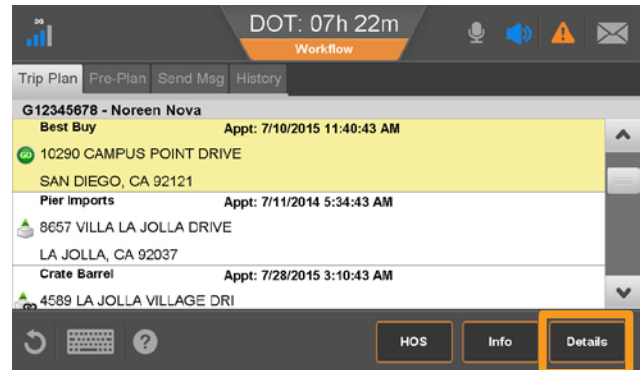 3G
DOT: 07h 22m
Workflow
Trip Plan Pre-Plan Send Msg History
G12345678 - Noreen Nova
Best Buy Appt: 7/10/2015 11:40:43 AM
GO 10290 CAMPUS POINT DRIVE
SAN DIEGO, CA 92121
Pier Imports Appt: 7/11/2014 5:34:43 AM
8657 VILLA LA JOLLA DRIVE
LA JOLLA, CA 92037
Crate Barrel Appt: 7/28/2015 3:10:43 AM
4589 LA JOLLA VILLAGE DRI
? HOS Info Details